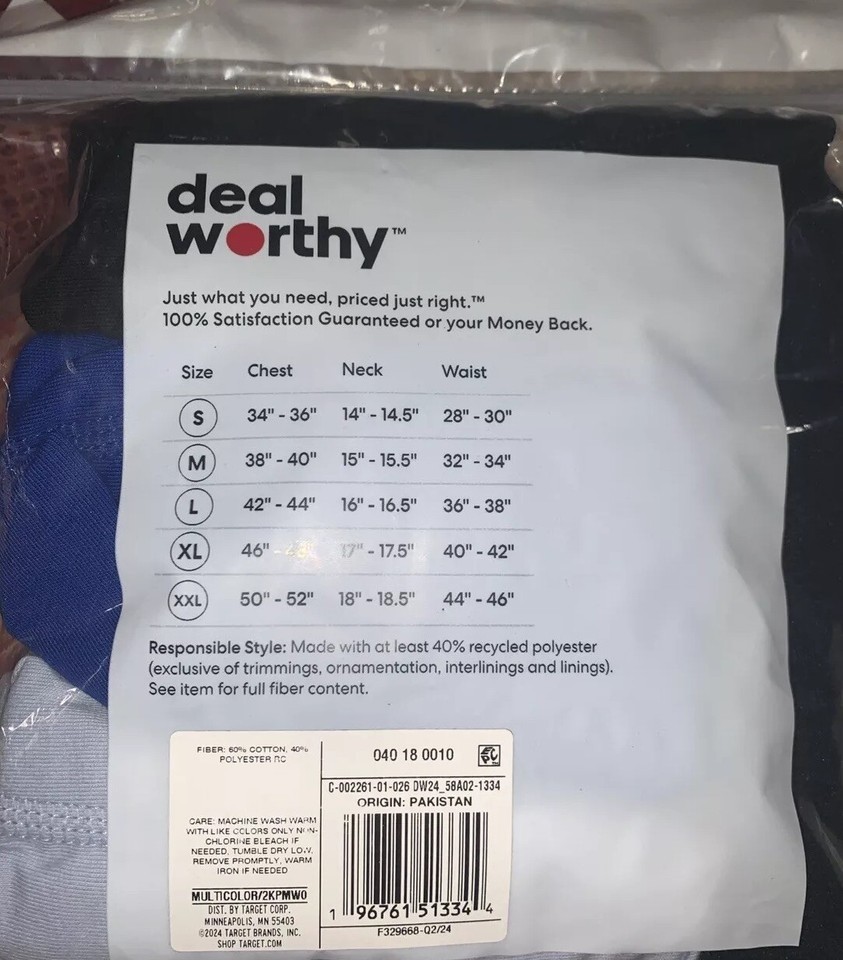 deal
worthy™
Just what you need, priced just right.™
100% Satisfaction Guaranteed or your Money Back.
Size Chest Neck Waist
S 34" - 36" 14" - 14.5" 28" - 30"
M 38" - 40" 15" - 15.5" 32" - 34"
L 42" - 44" 16" - 16.5" 36" - 38"
XL 46" - 48" 17" - 17.5" 40" - 42"
XXL 50" - 52" 18" - 18.5" 44" - 46"
Responsible Style: Made with at least 40% recycled polyester
(exclusive of trimmings, ornamentation, interlinings and linings).
See item for full fiber content.
FIBER: 60% COTTON, 40%
POLYESTER RC
CARE: MACHINE WASH WARM
WITH LIKE COLORS ONLY NON-
CHLORINE BLEACH IF
NEEDED, TUMBLE DRY LOW,
REMOVE PROMPTLY, WARM
IRON IF NEEDED
MULTICOLOR/2KPMW0
DIST. BY TARGET CORP.
MINNEAPOLIS, MN 55403
©2024 TARGET BRANDS, INC.
SHOP TARGET.COM
040 18 0010
C-002261-01-026 DW24_58A02-1334
ORIGIN: PAKISTAN
1 96761 51334 4
F329668-Q2/24